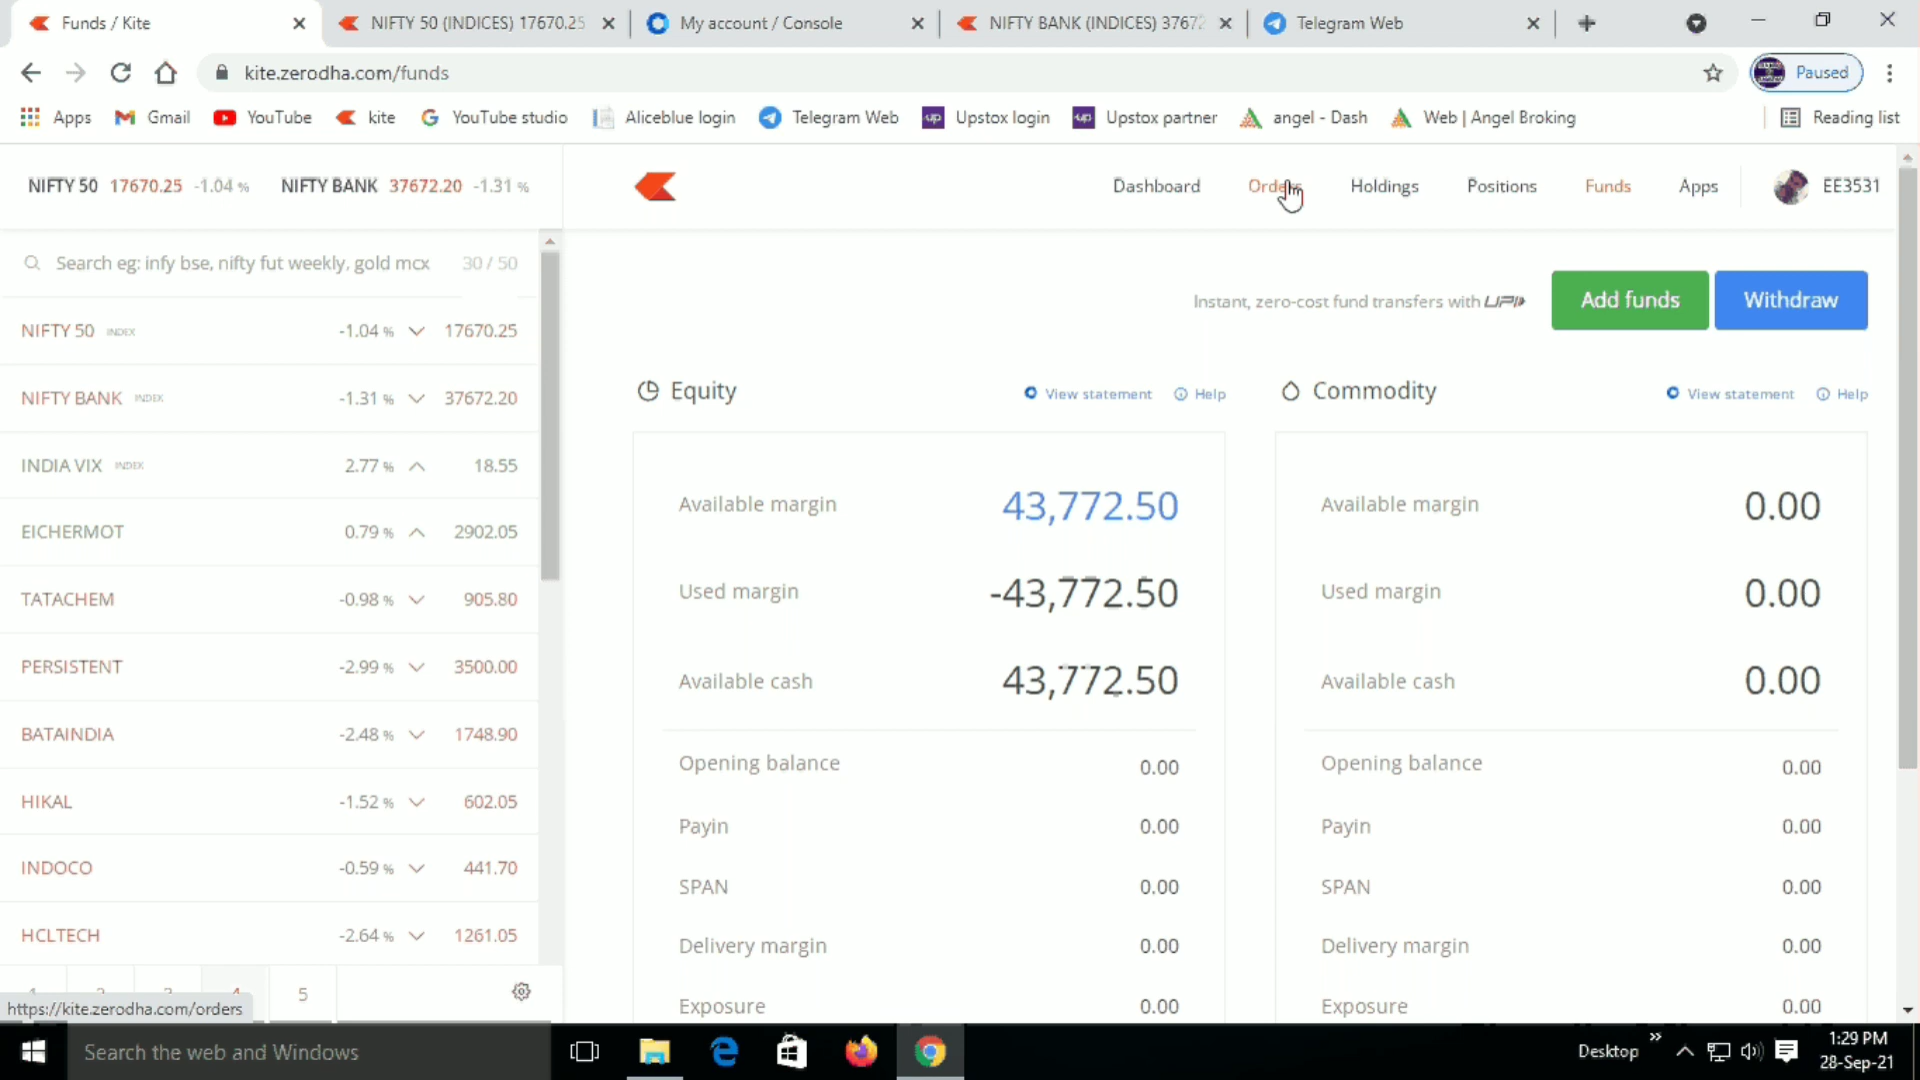 Funds / Kite
NIFTY 50 (INDICES) 17670.25
My account / Console
NIFTY BANK (INDICES) 3767
Telegram Web
kite.zerodha.com/funds
Paused
Apps
Gmail
YouTube
kite
YouTube studio
Aliceblue login
Telegram Web
up
Upstox login
up
Upstox partner
angel - Dash
Web | Angel Broking
Reading list
NIFTY 50 17670.25 -1.04 %
NIFTY BANK 37672.20 -1.31 %
Dashboard
Holdings
Positions
Funds
Apps
EE3531
Search eg: infy bse, nifty fut weekly, gold mcx
30 / 50
Instant, zero-cost fund transfers with UPI
Add funds
Withdraw
NIFTY 50 INDEX -1.04 % 17670.25
NIFTY BANK INDEX -1.31 % 37672.20
INDIA VIX INDEX 2.77 % 18.55
EICHERMOT 0.79 % 2902.05
TATACHEM -0.98 % 905.80
PERSISTENT -2.99 % 3500.00
BATAINDIA -2.48 % 1748.90
HIKAL -1.52 % 602.05
INDOCO -0.59 % 441.70
HCLTECH -2.64 % 1261.05
5
https://kite.zerodha.com/orders
Equity
View statement
Help
Available margin 43,772.50
Used margin -43,772.50
Available cash 43,772.50
Opening balance 0.00
Payin 0.00
SPAN 0.00
Delivery margin 0.00
Exposure 0.00
Commodity
View statement
Help
Available margin 0.00
Used margin 0.00
Available cash 0.00
Opening balance 0.00
Payin 0.00
SPAN 0.00
Delivery margin 0.00
Exposure 0.00
Search the web and Windows
Desktop
1:29 PM
28-Sep-21